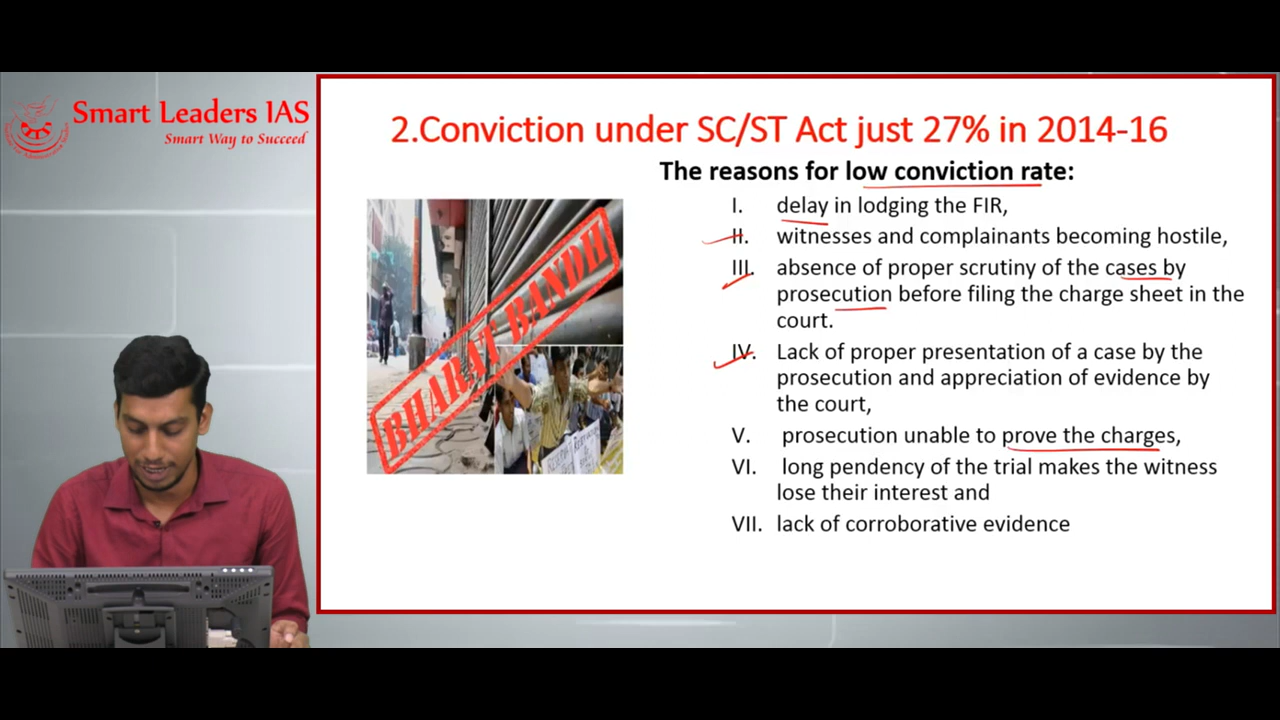 Smart Leaders IAS
Smart Way to Succeed
2.Conviction under SC/ST Act just 27% in 2014-16
The reasons for low conviction rate:
I. delay in lodging the FIR,
II. witnesses and complainants becoming hostile,
III. absence of proper scrutiny of the cases by
prosecution before filing the charge sheet in the
court.
IV. Lack of proper presentation of a case by the
prosecution and appreciation of evidence by
the court,
V. prosecution unable to prove the charges,
VI. long pendency of the trial makes the witness
lose their interest and
VII. lack of corroborative evidence
BHARAT BANDH